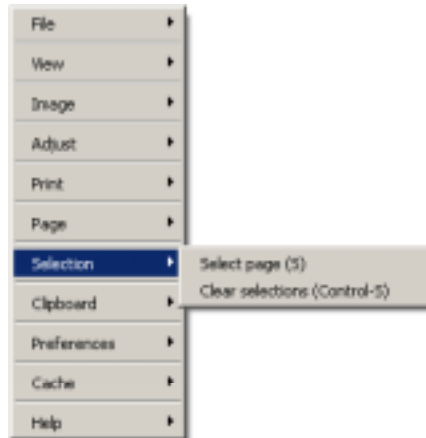 File
View
Image
Adjust
Print
Page
Selection
Select page (S)
Clear selections (Control-S)
Clipboard
Preferences
Cache
Help